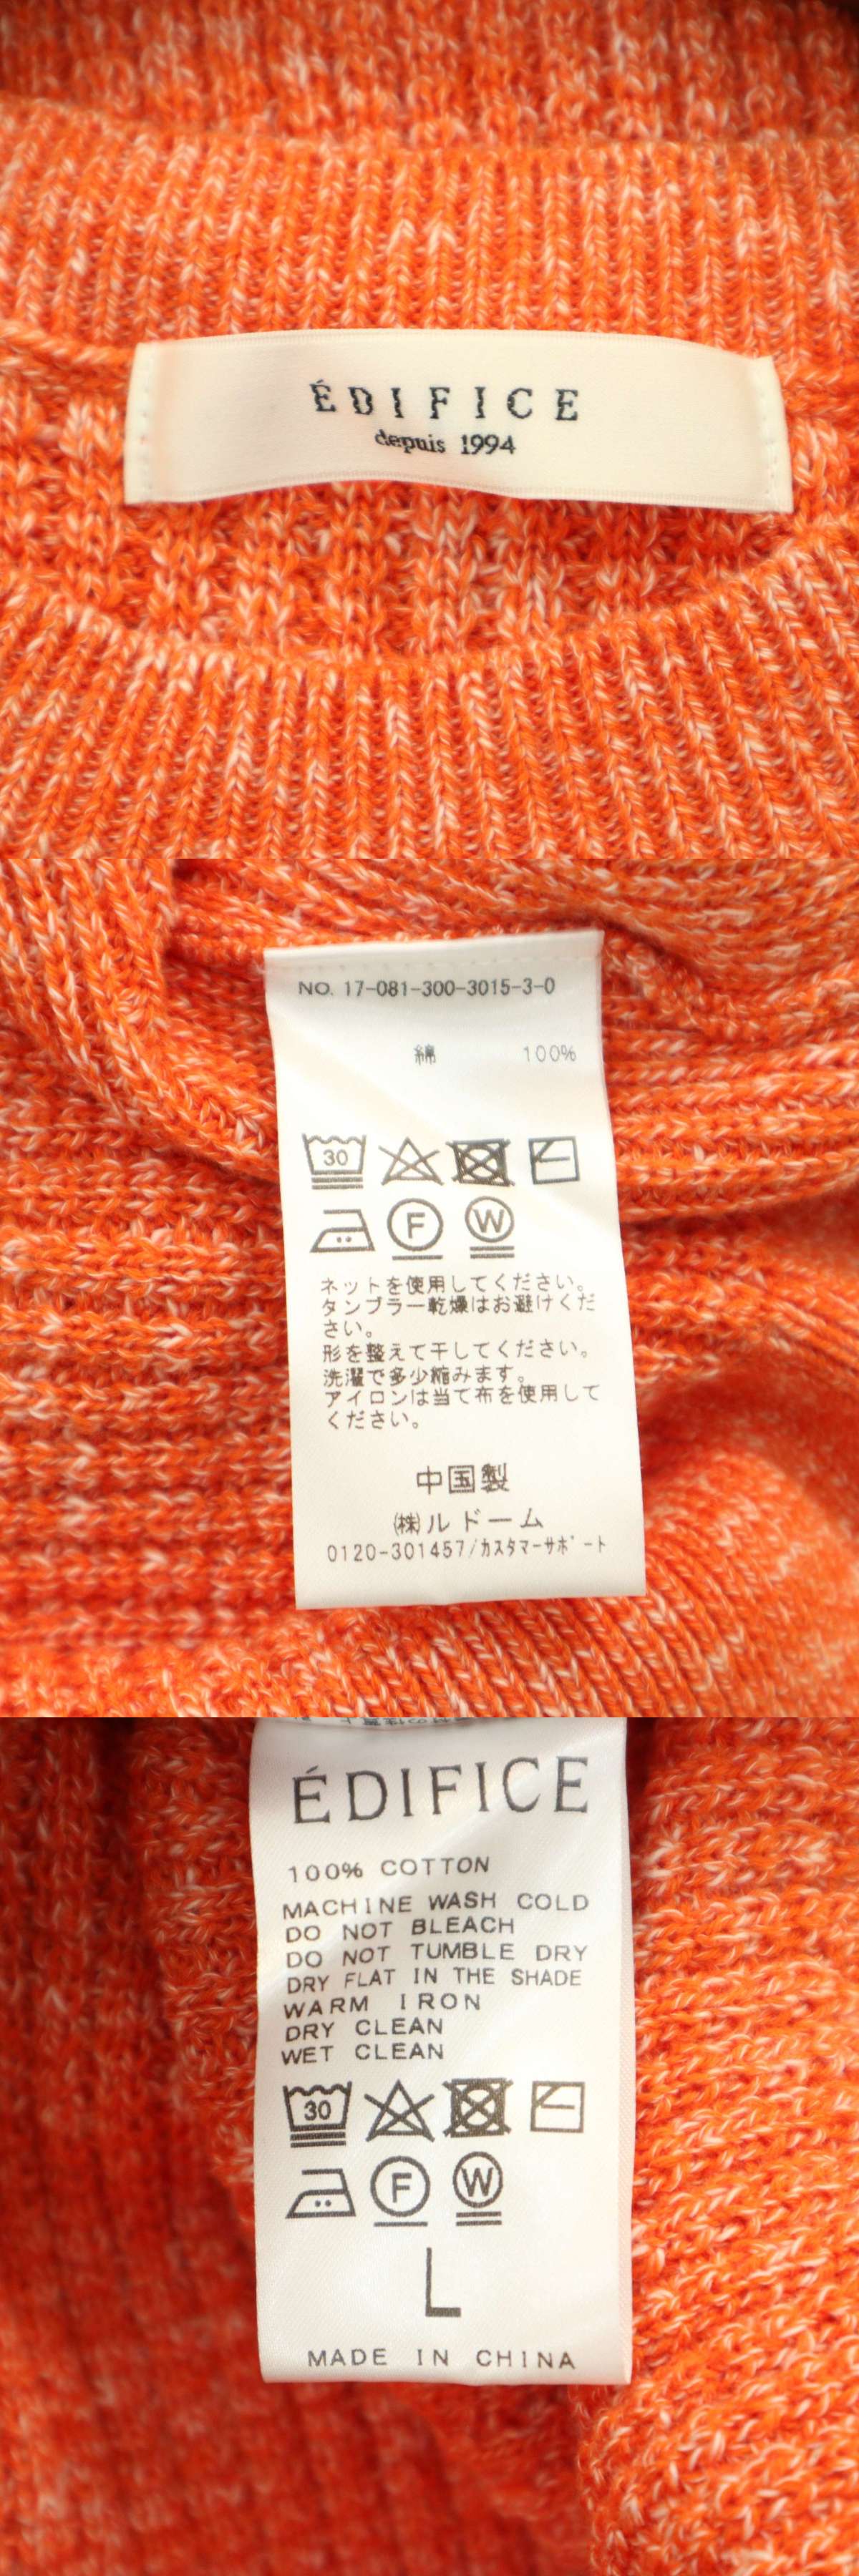 ÉDIFICE
depuis 1994
NO. 17-081-300-3015-3-0
綿 100%
30
F W
ネットを使用してください。
タンブラー乾燥はお避けくだ
さい。
形を整えて干してください。
洗濯で多少縮みます。
アイロンは当て布を使用して
ください。
中国製
㈱ルドーム
0120-301457/カスタマーサポート
ÉDIFICE
100% COTTON
MACHINE WASH COLD
DO NOT BLEACH
DO NOT TUMBLE DRY
DRY FLAT IN THE SHADE
WARM IRON
DRY CLEAN
WET CLEAN
30
F W
L
MADE IN CHINA